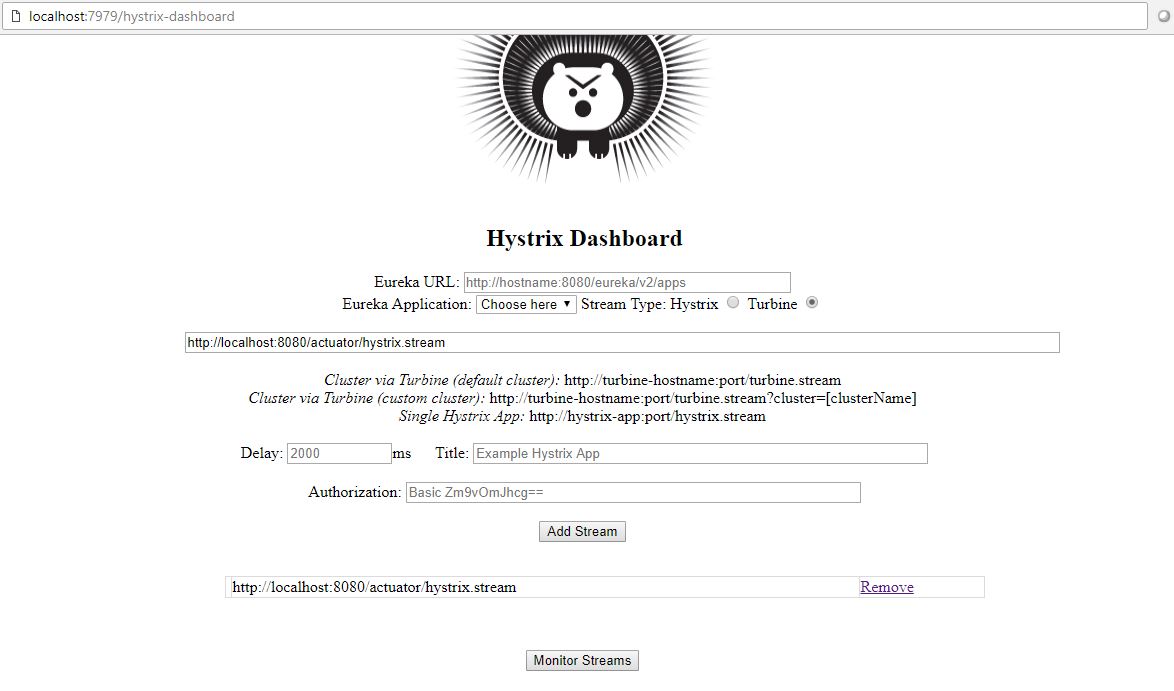 localhost:7979/hystrix-dashboard
Hystrix Dashboard
Eureka URL: http://hostname:8080/eureka/v2/apps
Eureka Application: Choose here Stream Type: Hystrix Turbine
http://localhost:8080/actuator/hystrix.stream
Cluster via Turbine (default cluster): http://turbine-hostname:port/turbine.stream
Cluster via Turbine (custom cluster): http://turbine-hostname:port/turbine.stream?cluster=[clusterName]
Single Hystrix App: http://hystrix-app:port/hystrix.stream
Delay: 2000 ms Title: Example Hystrix App
Authorization: Basic Zm9vOmJhcg==
Add Stream
http://localhost:8080/actuator/hystrix.stream Remove
Monitor Streams